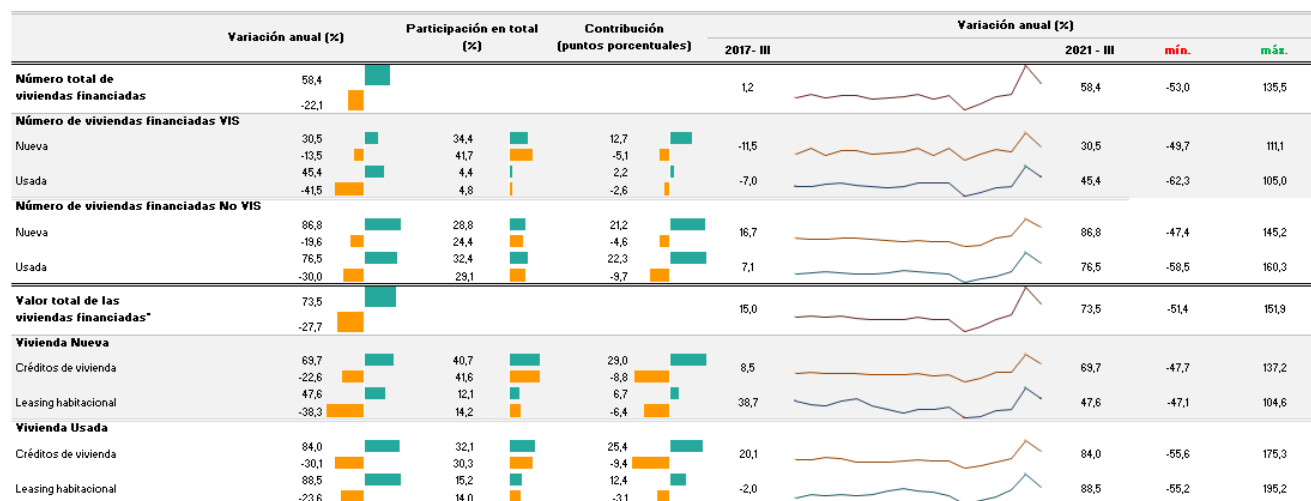 Variación anual (%) Participación en total (%) Contribución (puntos porcentuales) Variación anual (%)
2017- III 2021 - III mín. máx.
Número total de viviendas financiadas 58,4 1,2 58,4 -53,0 135,5
-22,1
Número de viviendas financiadas VIS
Nueva 30,5 34,4 12,7 -11,5 30,5 -49,7 111,1
-13,5 41,7 -5,1
Usada 45,4 4,4 2,2 -7,0 45,4 -62,3 105,0
-41,5 4,8 -2,6
Número de viviendas financiadas No VIS
Nueva 86,8 28,8 21,2 16,7 86,8 -47,4 145,2
-19,6 24,4 -4,6
Usada 76,5 32,4 22,3 7,1 76,5 -58,5 160,3
-30,0 29,1 -9,7
Valor total de las viviendas financiadas* 73,5 15,0 73,5 -51,4 151,9
-27,7
Vivienda Nueva
Créditos de vivienda 69,7 40,7 29,0 8,5 69,7 -47,7 137,2
-22,6 41,6 -8,8
Leasing habitacional 47,6 12,1 6,7 38,7 47,6 -47,1 104,6
-38,3 14,2 -6,4
Vivienda Usada
Créditos de vivienda 84,0 32,1 25,4 20,1 84,0 -55,6 175,3
-30,1 30,3 -9,4
Leasing habitacional 88,5 15,2 12,4 -2,0 88,5 -55,2 195,2
-23,6 14,0 -3,1